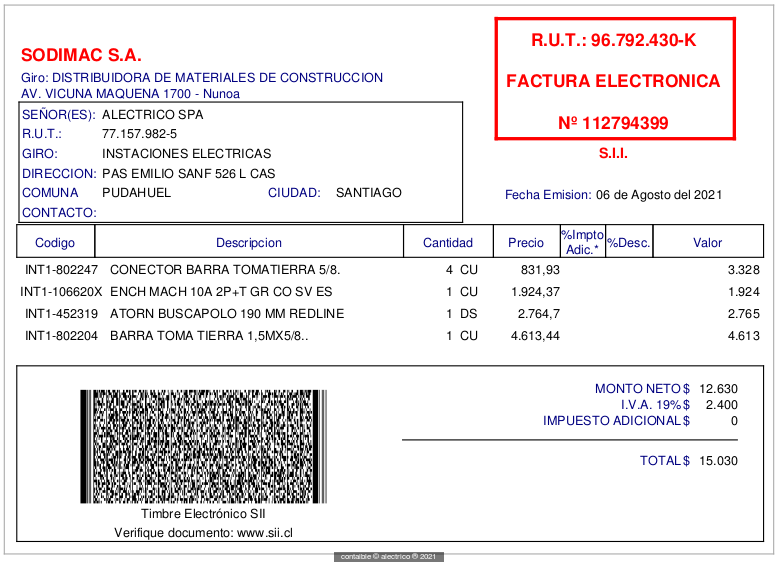 SODIMAC S.A.
Giro: DISTRIBUIDORA DE MATERIALES DE CONSTRUCCION
AV. VICUNA MAQUENA 1700 - Nunoa
R.U.T.: 96.792.430-K
FACTURA ELECTRONICA
Nº 112794399
S.I.I.
SEÑOR(ES): ALECTRICO SPA
R.U.T.: 77.157.982-5
GIRO: INSTACIONES ELECTRICAS
DIRECCION: PAS EMILIO SANF 526 L CAS
COMUNA PUDAHUEL CIUDAD: SANTIAGO
CONTACTO:
Fecha Emision: 06 de Agosto del 2021
Codigo Descripcion Cantidad Precio %Impto Adic.* %Desc. Valor
INT1-802247 CONECTOR BARRA TOMATIERRA 5/8. 4 CU 831,93 3.328
INT1-106620X ENCH MACH 10A 2P+T GR CO SV ES 1 CU 1.924,37 1.924
INT1-452319 ATORN BUSCAPOLO 190 MM REDLINE 1 DS 2.764,7 2.765
INT1-802204 BARRA TOMA TIERRA 1,5MX5/8.. 1 CU 4.613,44 4.613
MONTO NETO $ 12.630
I.V.A. 19% $ 2.400
IMPUESTO ADICIONAL $ 0
TOTAL $ 15.030
Timbre Electrónico SII
Verifique documento: www.sii.cl
contaible © alectrico ® 2021